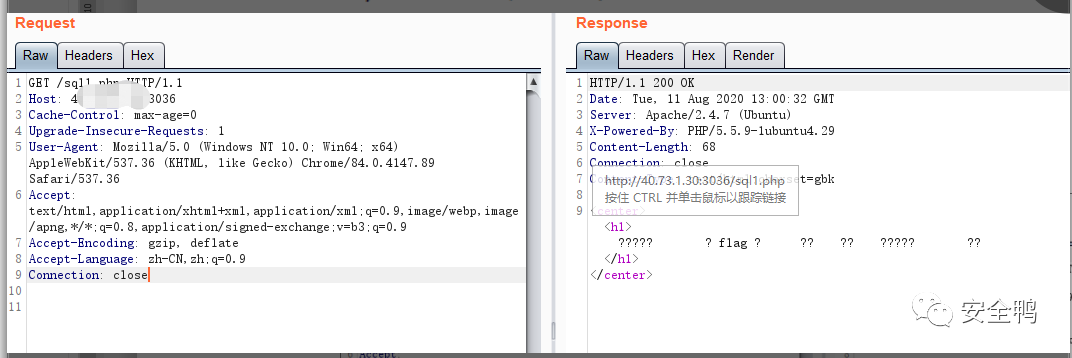 10
Request
Raw Headers Hex
1 GET /sql1.php HTTP/1.1
2 Host: 4 3036
3 Cache-Control: max-age=0
4 Upgrade-Insecure-Requests: 1
5 User-Agent: Mozilla/5.0 (Windows NT 10.0; Win64; x64)
AppleWebKit/537.36 (KHTML, like Gecko) Chrome/84.0.4147.89
Safari/537.36
6 Accept:
text/html,application/xhtml+xml,application/xml;q=0.9,image/webp,image
/apng,*/*;q=0.8,application/signed-exchange;v=b3;q=0.9
7 Accept-Encoding: gzip, deflate
8 Accept-Language: zh-CN,zh;q=0.9
9 Connection: close
10
11
Response
Raw Headers Hex Render
1 HTTP/1.1 200 OK
2 Date: Tue, 11 Aug 2020 13:00:32 GMT
3 Server: Apache/2.4.7 (Ubuntu)
4 X-Powered-By: PHP/5.5.9-1ubuntu4.29
5 Content-Length: 68
6 Connection: close
7 set=gbk
http://40.73.1.30:3036/sql1.php
按住 CTRL 并单击鼠标以跟踪链接
9 <center>
<h1>
????? ? flag ? ?? ?? ????? ??
</h1>
</center>
安全鸭
Accept